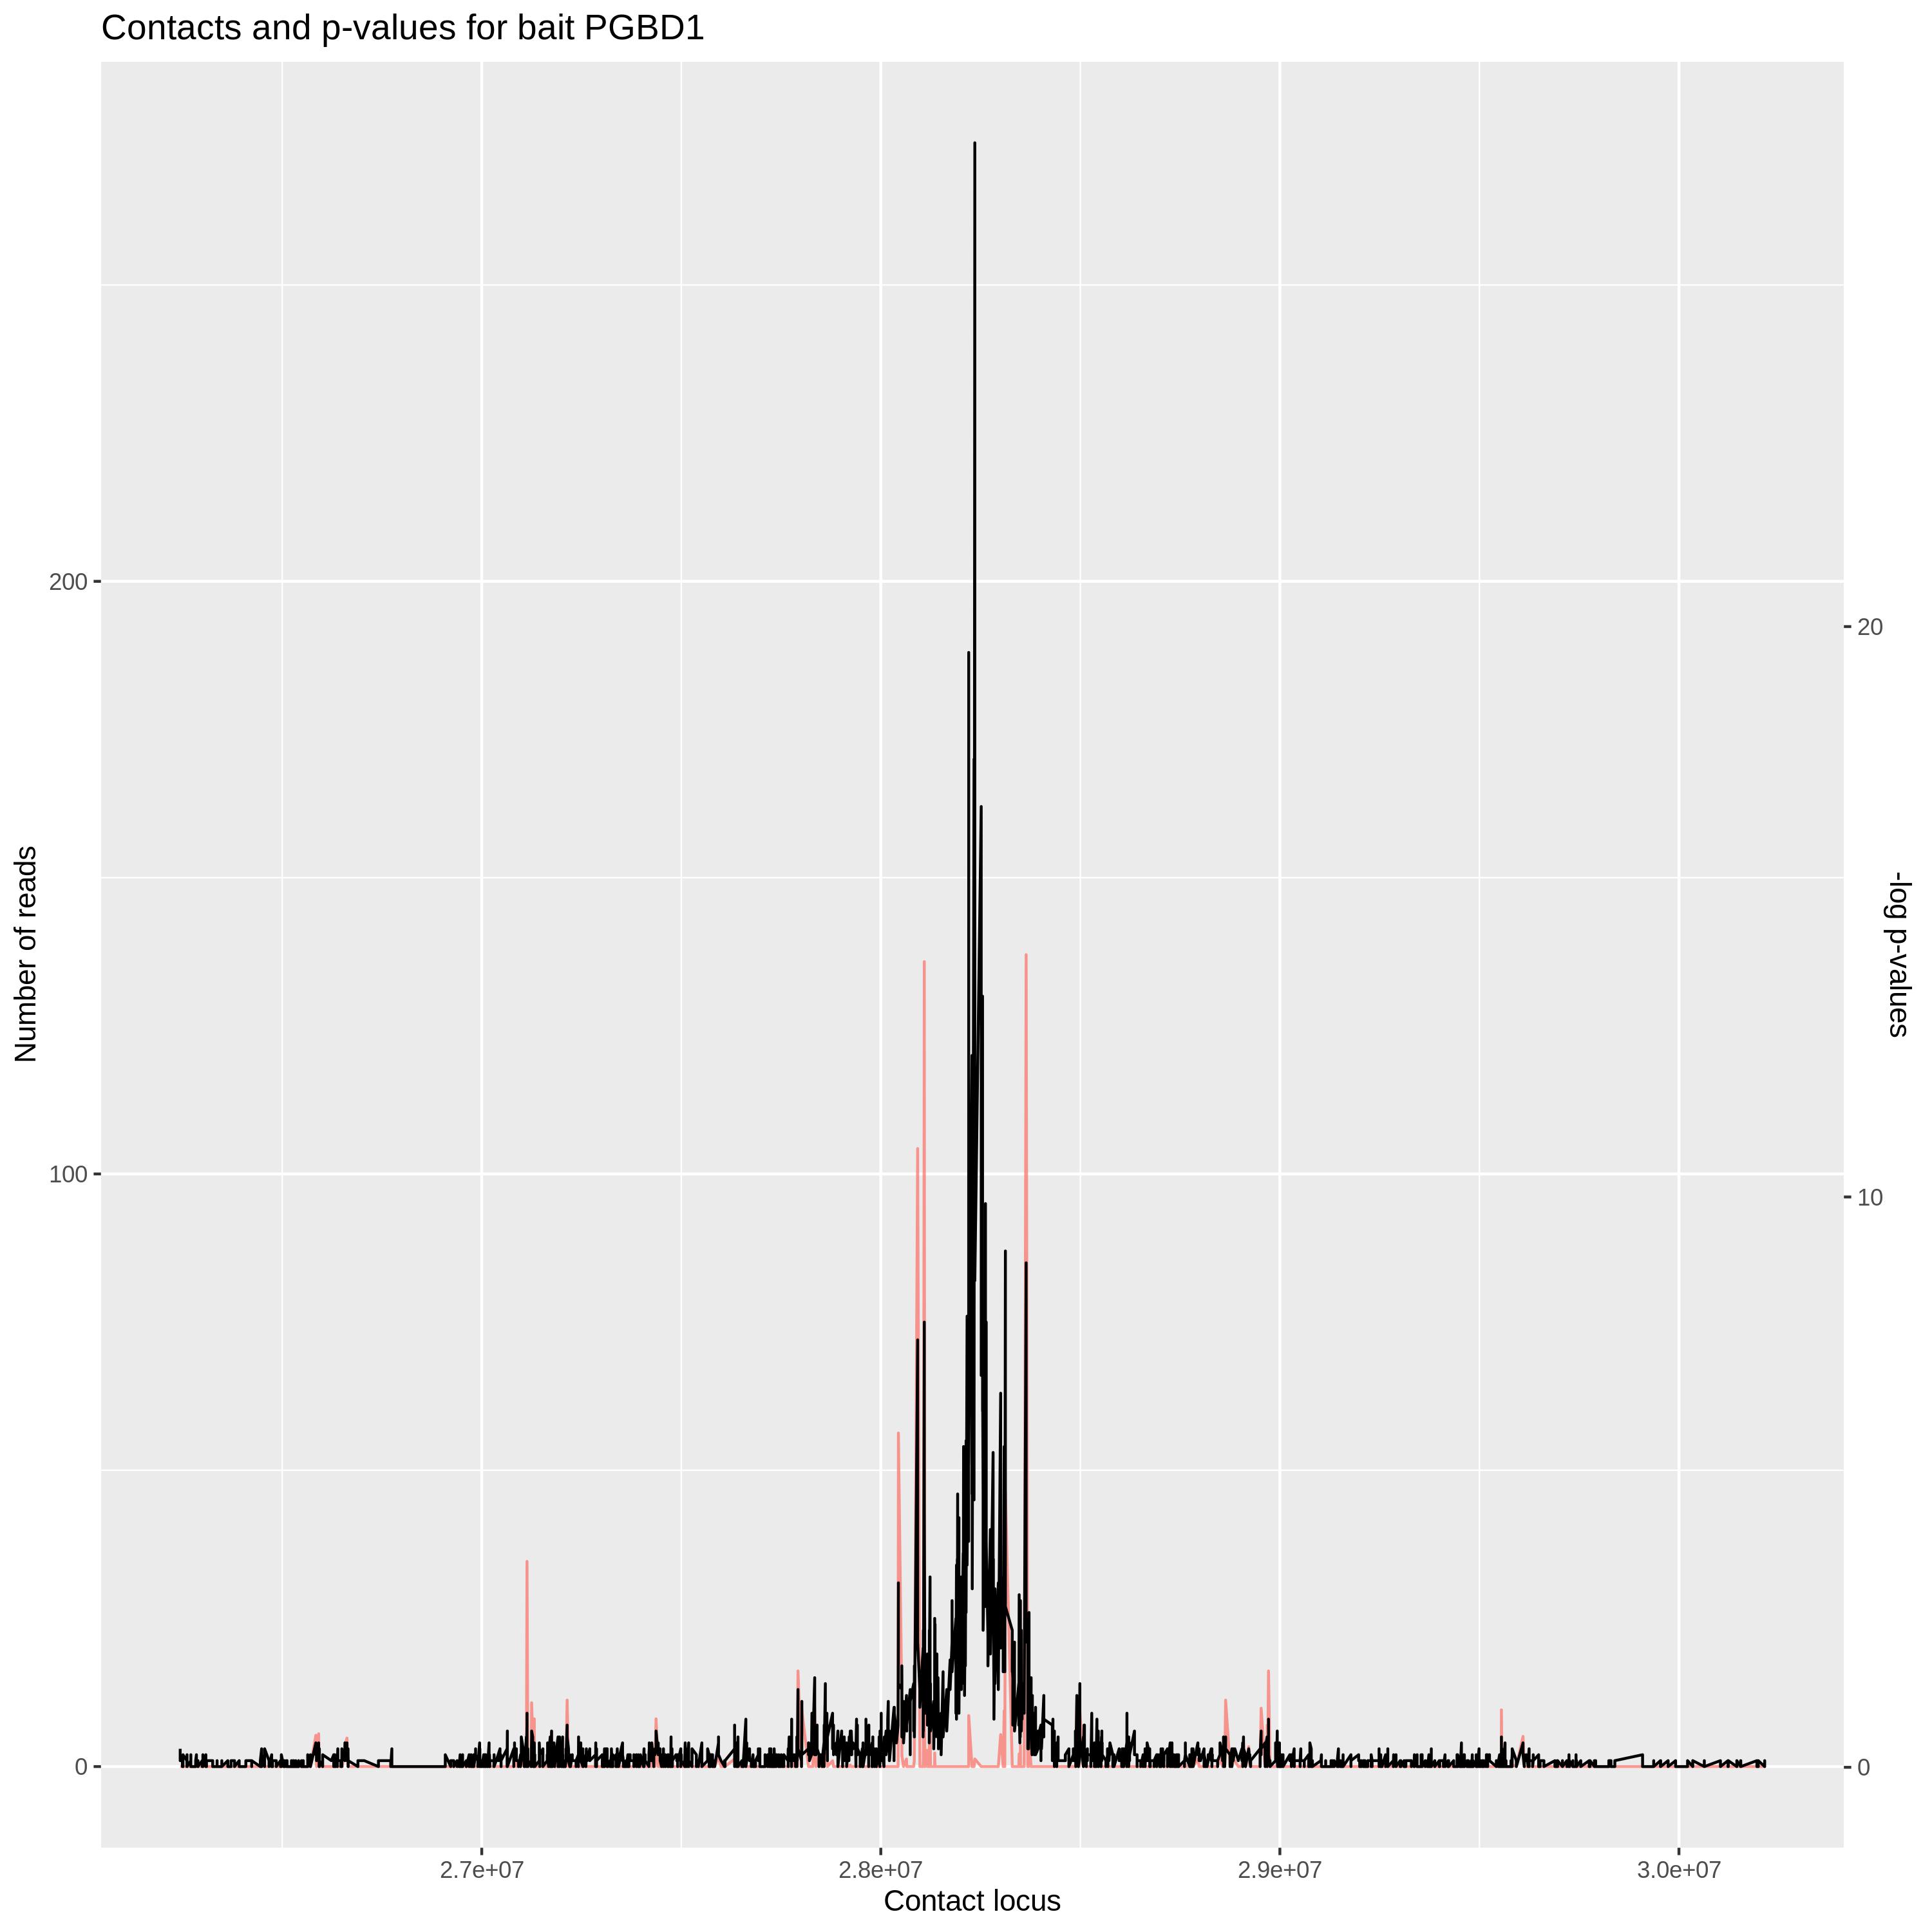 Contacts and p-values for bait PGBD1
Number of reads
200
100
0
-log p-values
20
10
0
2.7e+07
2.8e+07
2.9e+07
3.0e+07
Contact locus